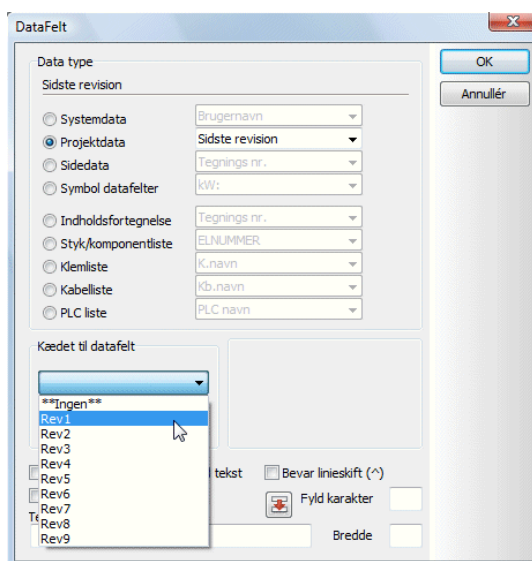 DataFelt
Data type
OK
Sidste revision
Annullér
Systemdata Brugernavn
Projektdata Sidste revision
Sidedata Tegnings nr.
Symbol datafelter kW:
Indholdsfortegnelse Tegnings nr.
Styk/komponentliste ELNUMMER
Klemliste K.navn
Kabelliste Kb.navn
PLC liste PLC navn
Kædet til datafelt
**Ingen**
Rev1
Rev2
Rev3
Rev4
Rev5
Rev6
Rev7
Rev8
Rev9
tekst
Bevar linieskift (^)
Fyld karakter
Te
Bredde